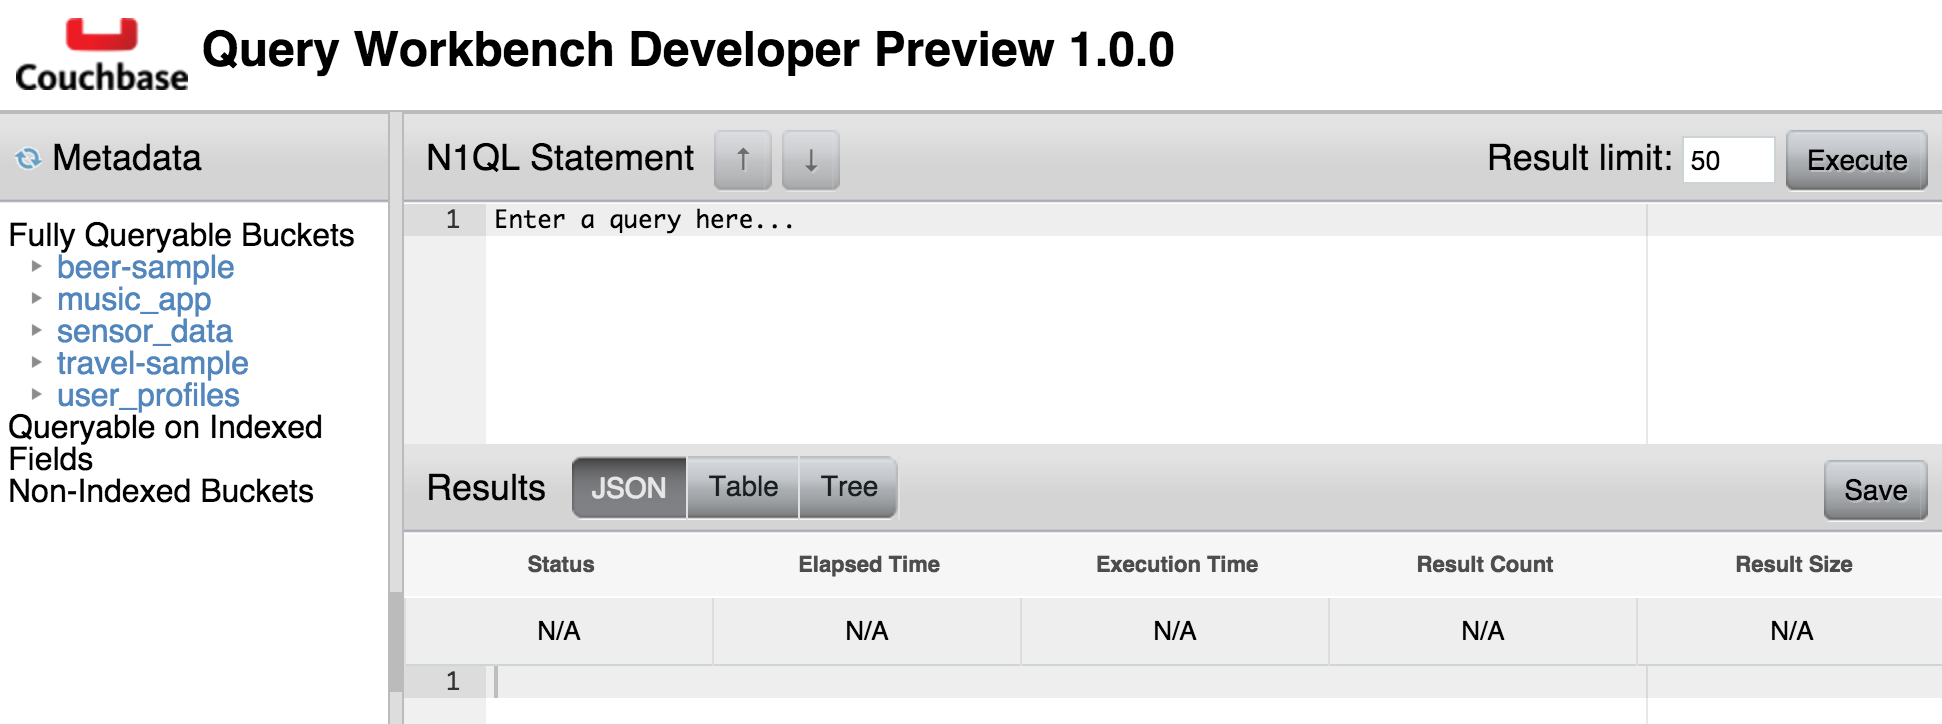 Couchbase
Query Workbench Developer Preview 1.0.0
Metadata
Fully Queryable Buckets
beer-sample
music_app
sensor_data
travel-sample
user_profiles
Queryable on Indexed
Fields
Non-Indexed Buckets
N1QL Statement ↑ ↓ Result limit: 50 Execute
1 Enter a query here...
Results JSON Table Tree Save
Status Elapsed Time Execution Time Result Count Result Size
N/A N/A N/A N/A N/A
1